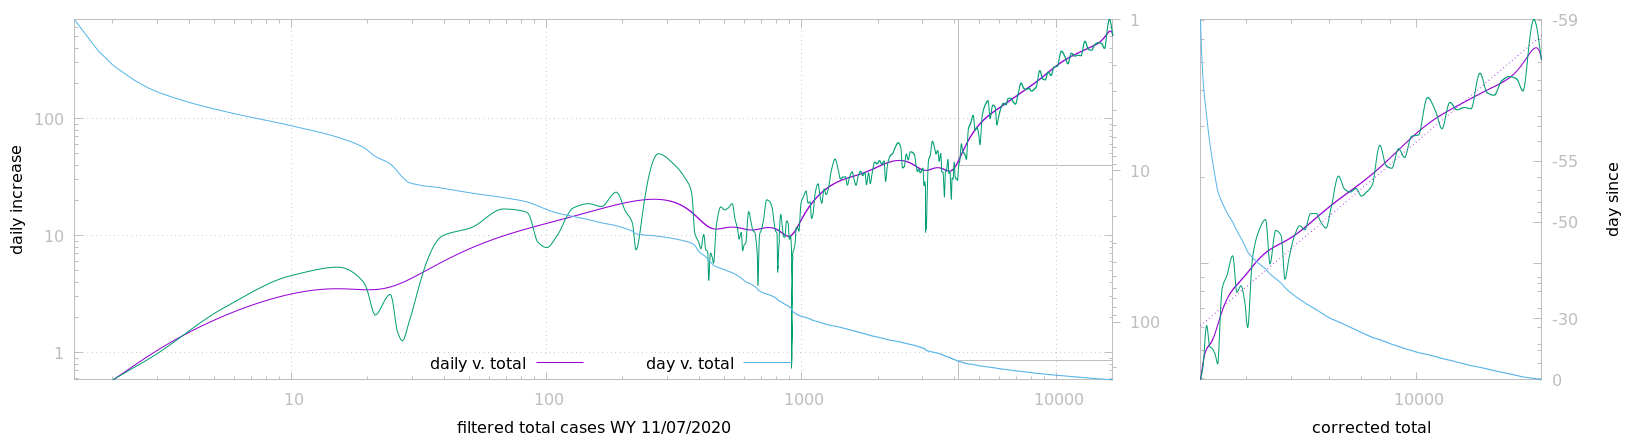 daily increase
100
10
1
daily v. total
day v. total
10
100
1000
10000
filtered total cases WY 11/07/2020
1
10
100
10000
corrected total
-59
-55
-50
-30
0
day since